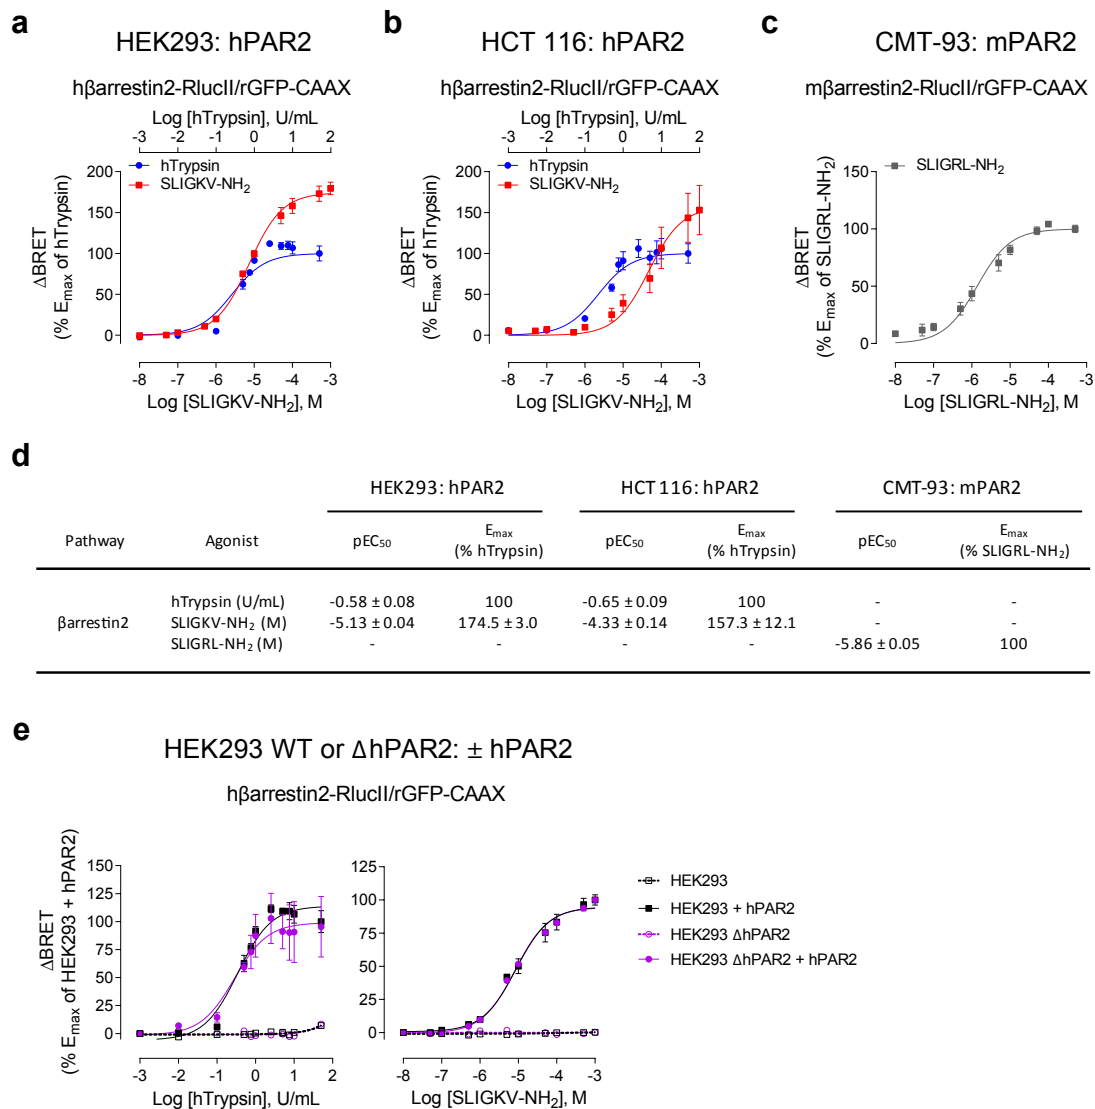 a
HEK293: hPAR2
hβarrestin2-RlucII/rGFP-CAAX
Log [hTrypsin], U/mL
-3 -2 -1 0 1 2
hTrypsin
SLIGKV-NH₂
200
150
100
50
0
ΔBRET
(% Emax of hTrypsin)
-8 -7 -6 -5 -4 -3
Log [SLIGKV-NH₂], M
b
HCT 116: hPAR2
hβarrestin2-RlucII/rGFP-CAAX
Log [hTrypsin], U/mL
-3 -2 -1 0 1 2
hTrypsin
SLIGKV-NH₂
200
150
100
50
0
ΔBRET
(% Emax of hTrypsin)
-8 -7 -6 -5 -4 -3
Log [SLIGKV-NH₂], M
c
CMT-93: mPAR2
mβarrestin2-RlucII/rGFP-CAAX
SLIGRL-NH₂
150
100
50
0
ΔBRET
(% Emax of SLIGRL-NH₂)
-8 -7 -6 -5 -4 -3
Log [SLIGRL-NH₂], M
d
HEK293: hPAR2 HCT 116: hPAR2 CMT-93: mPAR2
Pathway Agonist pEC₅₀ Emax (% hTrypsin) pEC₅₀ Emax (% hTrypsin) pEC₅₀ Emax (% SLIGRL-NH₂)
hTrypsin (U/mL) -0.58 ± 0.08 100 -0.65 ± 0.09 100 - -
βarrestin2 SLIGKV-NH₂ (M) -5.13 ± 0.04 174.5 ± 3.0 -4.33 ± 0.14 157.3 ± 12.1 - -
SLIGRL-NH₂ (M) - - - - -5.86 ± 0.05 100
e
HEK293 WT or ΔhPAR2: ± hPAR2
hβarrestin2-RlucII/rGFP-CAAX
150
125
100
75
50
25
0
ΔBRET
(% Emax of HEK293 + hPAR2)
-3 -2 -1 0 1 2
Log [hTrypsin], U/mL
125
100
75
50
25
0
-8 -7 -6 -5 -4 -3
Log [SLIGKV-NH₂], M
HEK293
HEK293 + hPAR2
HEK293 ΔhPAR2
HEK293 ΔhPAR2 + hPAR2